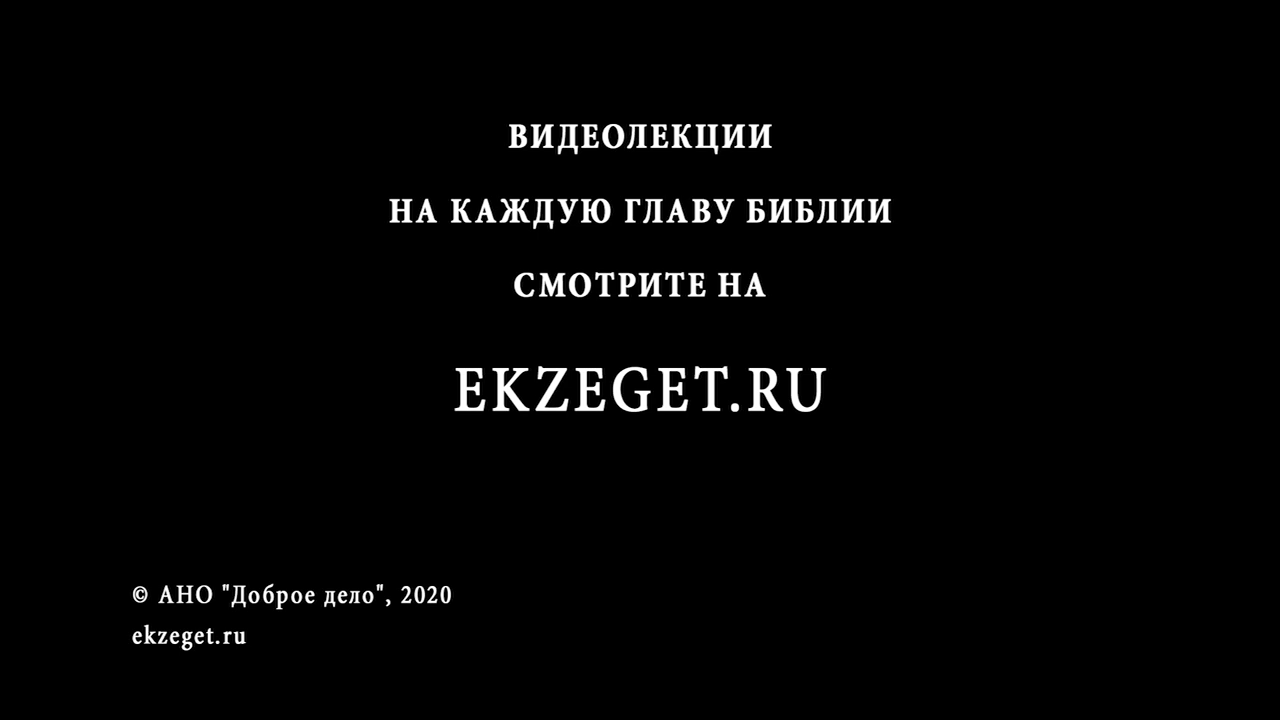 ВИДЕОЛЕКЦИИ
НА КАЖДУЮ ГЛАВУ БИБЛИИ
СМОТРИТЕ НА
EKZEGET.RU
© АНО "Доброе дело", 2020
ekzeget.ru